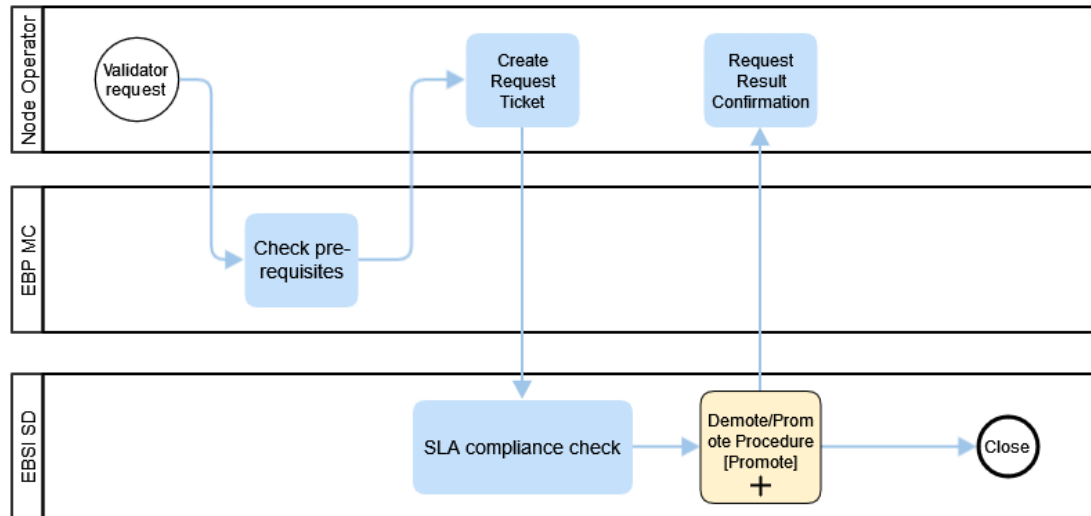 Node Operator
Validator
request
Create
Request
Ticket
Request
Result
Confirmation
EBP MC
Check pre-
requisites
EBSI SD
SLA compliance check
Demote/Prom
ote Procedure
[Promote]
Close